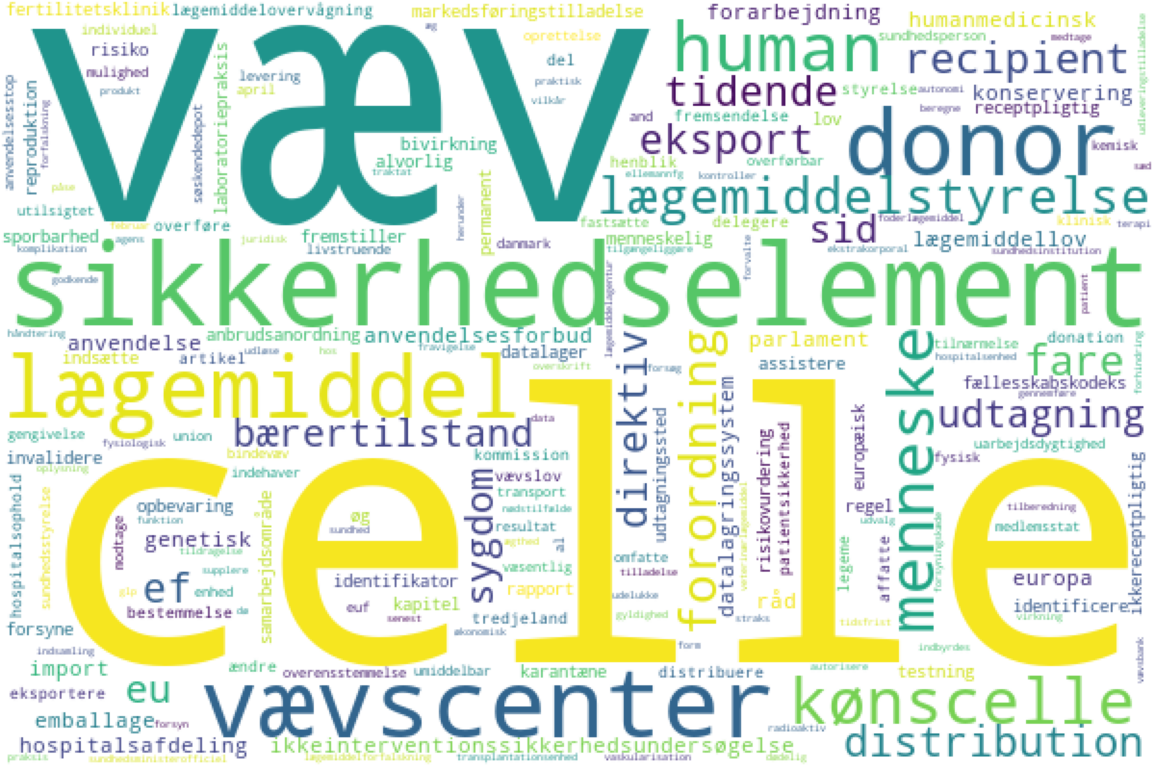 fertilitetsklinik
lægemiddelovervågning
markedsføringstilladelse
forarbejdning
humanmedicinsk
individuel
risiko
mulighed
produkt
væv
øg
oprettelse
del
praktisk
vilkår
human
sundhedsperson
medtage
recipient
tidende
styrelse
autonomi
konservering
beregne
receptpligtig
udleveringstilladelse
anvendelsesstop
reproduktion
forfalskning
søskendedepot
laboratoriepraksis
levering
april
bivirkning
alvorlig
traktat
and
fremsendelse
lov
eksport
donor
kemisk
henblik
overførbar
ellemannfg
kontroller
sæd
påse
utilsigtet
lægemiddelstyrelse
februar
overføre
sporbarhed
agens
komplikation
juridisk
fremstiller
livstruende
herunder
permanent
danmark
fastsætte
delegere
foderlægemiddel
klinisk
terapi
menneskelig
tilgængeliggøre
sid
lægemiddellov
ekstrakorporal
sundhedsinstitution
forvalte
godkende
sikkerhedselement
lægemiddelagentur
patient
håndtering
anvendelse
anbrudsanordning
anvendelsesforbud
udløse
hos
fravigelse
datalager
overskrift
indsætte
artikel
forsøg
direktiv
forordning
parlament
assistere
menneske
tilnærmelse
donation
hospitalsenhed
fare
forhindring
lægemiddel
fællesskabskodeks
gennemføre
udtagning
gengivelse
fysiologisk
union
bærertilstand
data
bindevæv
kommission
invalidere
oplysning
indehaver
celle
udtagningssted
datalagringssystem
veterinærlægemiddel
risikovurdering
patientsikkerhed
europæisk
uarbejdsdygtighed
fysisk
hospitalsophold
sundhedsstyrelse
opbevaring
funktion
modtage
genetisk
tildragelse
supplere
samarbejdsområde
øg
sundhed
sygdom
vævslov
transport
nødstilfælde
resultat
agthed
al
regel
udvalg
tilberedning
medlemsstat
forsyningskæde
ikkereceptpligtig
glp
ef
enhed
bestemmelse
de
identifikator
euf
kapitel
senest
væsentlig
rapport
omfatte
tilladelse
udelukke
gyldighed
råd
straks
legeme
affatte
tidsfrist
europa
identificere
virkning
forsyne
indsamling
økonomisk
tredjeland
form
indbyrdes
vævsbank
import
eksportere
eu
ændre
overensstemmelse
umiddelbar
karantæne
distribuere
autorisere
testning
emballage
forsyn
vævscenter
kønscelle
radioaktiv
hospitalsafdeling
ikkeinterventionssikkerhedsundersøgelse
distribution
praksis
sundhedsministerofficiel
lægemiddelforfalskning
transplantationsenhed
vaskularisation
dødelig